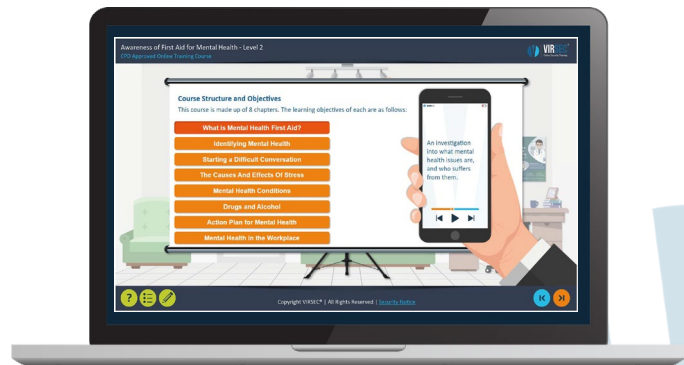 Awareness of First Aid for Mental Health - Level 2
CPD Approved Online Training Course
VIRSEC
Course Structure and Objectives
This course is made up of 8 chapters. The learning objectives of each are as follows:
What is Mental Health First Aid?
Identifying Mental Health
Starting a Difficult Conversation
The Causes And Effects Of Stress
Mental Health Conditions
Drugs and Alcohol
Action Plan for Mental Health
Mental Health in the Workplace
An investigation
into what mental
health issues are,
and who suffers
from them.
?
Copyright VIRSEC® | All Rights Reserved | Security Notice